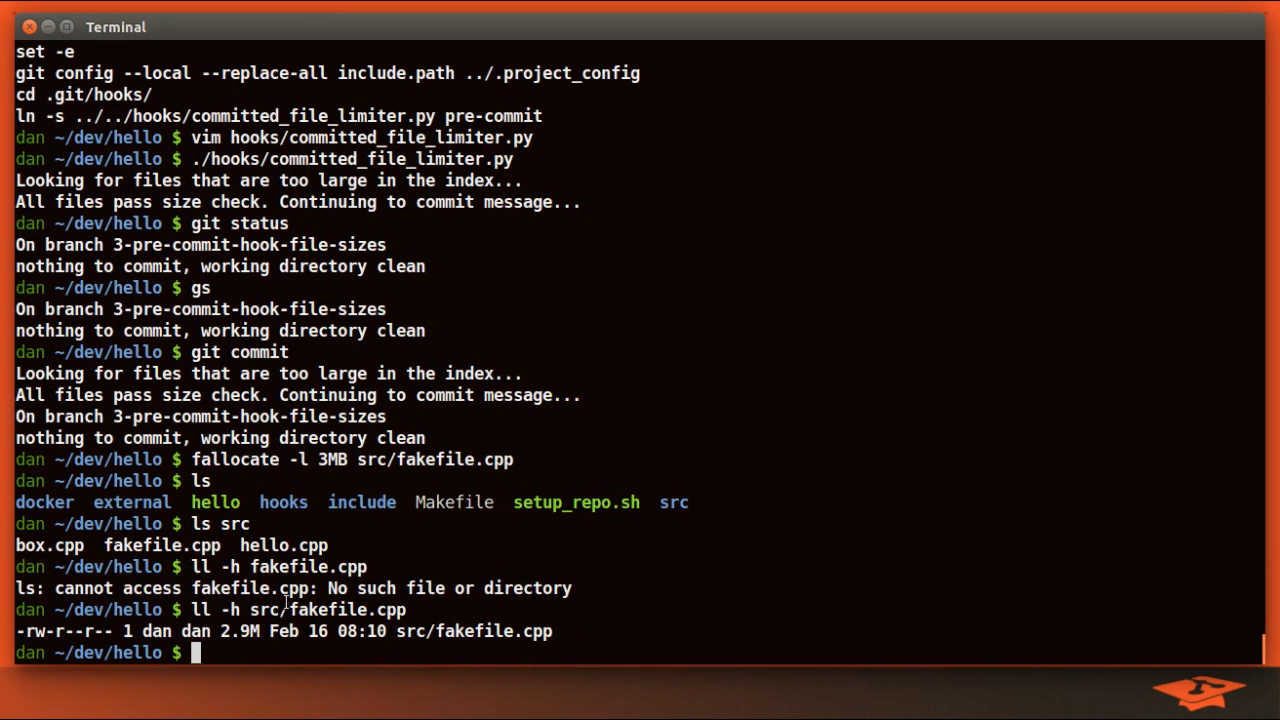 Terminal
set -e
git config --local --replace-all include.path ../.project_config
cd .git/hooks/
ln -s ../../hooks/committed_file_limiter.py pre-commit
dan ~/dev/hello $ vim hooks/committed_file_limiter.py
dan ~/dev/hello $ ./hooks/committed_file_limiter.py
Looking for files that are too large in the index...
All files pass size check. Continuing to commit message...
dan ~/dev/hello $ git status
On branch 3-pre-commit-hook-file-sizes
nothing to commit, working directory clean
dan ~/dev/hello $ gs
On branch 3-pre-commit-hook-file-sizes
nothing to commit, working directory clean
dan ~/dev/hello $ git commit
Looking for files that are too large in the index...
All files pass size check. Continuing to commit message...
On branch 3-pre-commit-hook-file-sizes
nothing to commit, working directory clean
dan ~/dev/hello $ fallocate -l 3MB src/fakefile.cpp
dan ~/dev/hello $ ls
docker  external  hello  hooks  include  Makefile  setup_repo.sh  src
dan ~/dev/hello $ ls src
box.cpp  fakefile.cpp  hello.cpp
dan ~/dev/hello $ ll -h fakefile.cpp
ls: cannot access fakefile.cpp: No such file or directory
dan ~/dev/hello $ ll -h src/fakefile.cpp
-rw-r--r-- 1 dan dan 2.9M Feb 16 08:10 src/fakefile.cpp
dan ~/dev/hello $